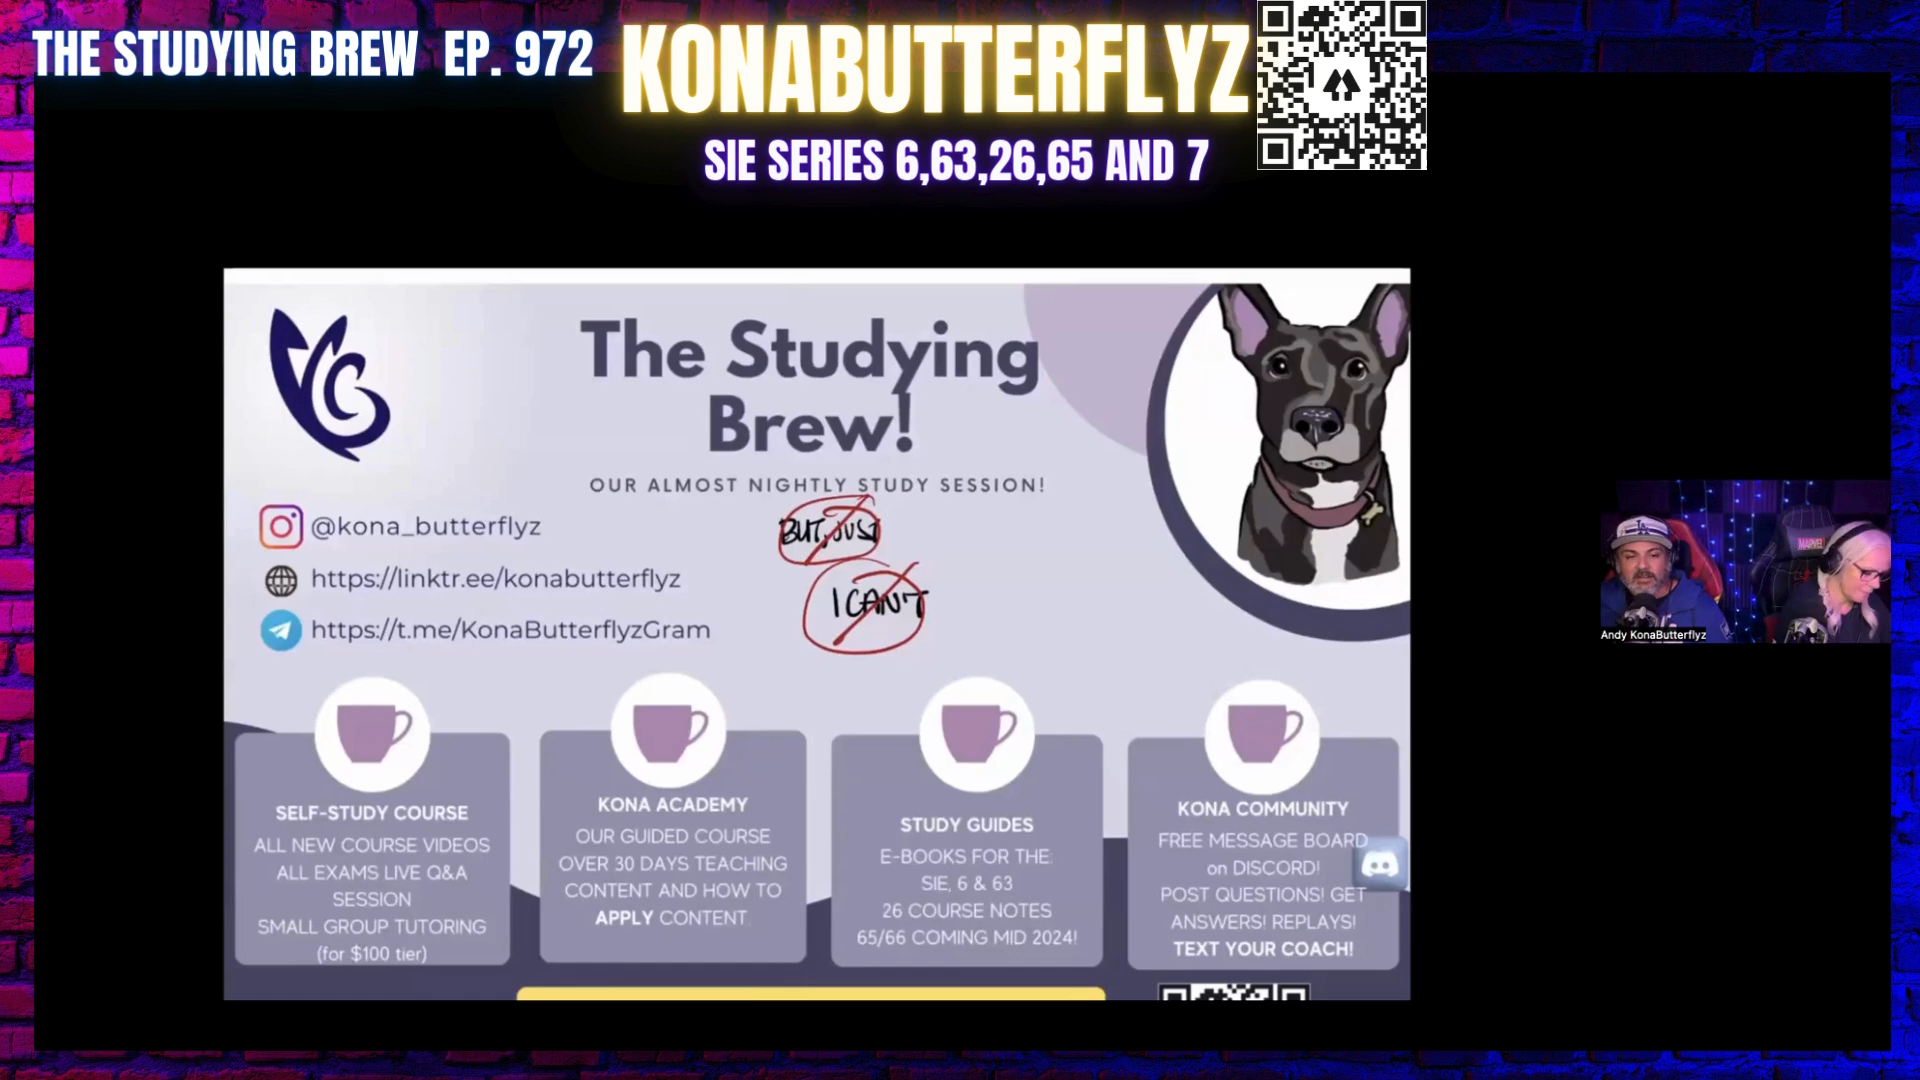 THE STUDYING BREW EP. 972
KONABUTTERFLYZ
SIE SERIES 6,63,26,65 AND 7
The Studying
Brew!
OUR ALMOST NIGHTLY STUDY SESSION!
BUT, JUST
I CAN'T
@kona_butterflyz
https://linktr.ee/konabutterflyz
https://t.me/KonaButterflyzGram
SELF-STUDY COURSE
ALL NEW COURSE VIDEOS
ALL EXAMS LIVE Q&A
SESSION
SMALL GROUP TUTORING
(for $100 tier)
KONA ACADEMY
OUR GUIDED COURSE
OVER 30 DAYS TEACHING
CONTENT AND HOW TO
APPLY CONTENT.
STUDY GUIDES
E-BOOKS FOR THE:
SIE, 6 & 63
26 COURSE NOTES
65/66 COMING MID 2024!
KONA COMMUNITY
FREE MESSAGE BOARD
on DISCORD!
POST QUESTIONS! GET
ANSWERS! REPLAYS!
TEXT YOUR COACH!
MARVEL
Andy KonaButterflyz